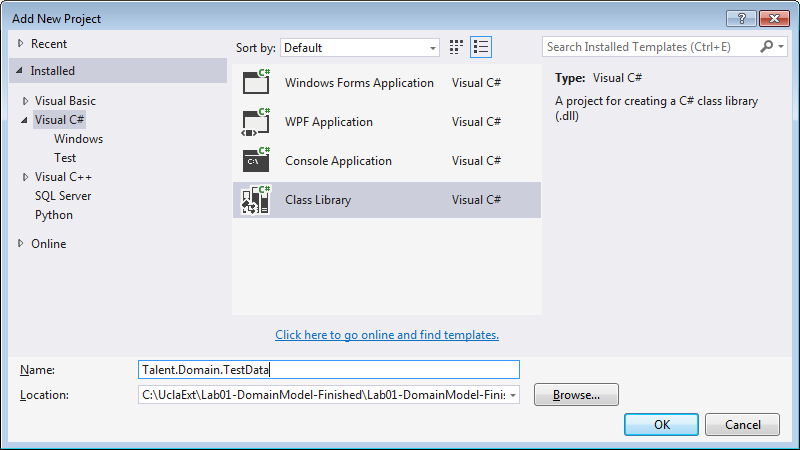 Add New Project
Recent
Installed
Visual Basic
Visual C#
Windows
Test
Visual C++
SQL Server
Python
Online
Sort by: Default
Search Installed Templates (Ctrl+E)
C# Windows Forms Application Visual C#
WPF Application Visual C#
C# C:\ Console Application Visual C#
C# Class Library Visual C#
Type: Visual C#
A project for creating a C# class library
(.dll)
Click here to go online and find templates.
Name: Talent.Domain.TestData
Location: C:\UclaExt\Lab01-DomainModel-Finished\Lab01-DomainModel-Finis
Browse...
OK Cancel